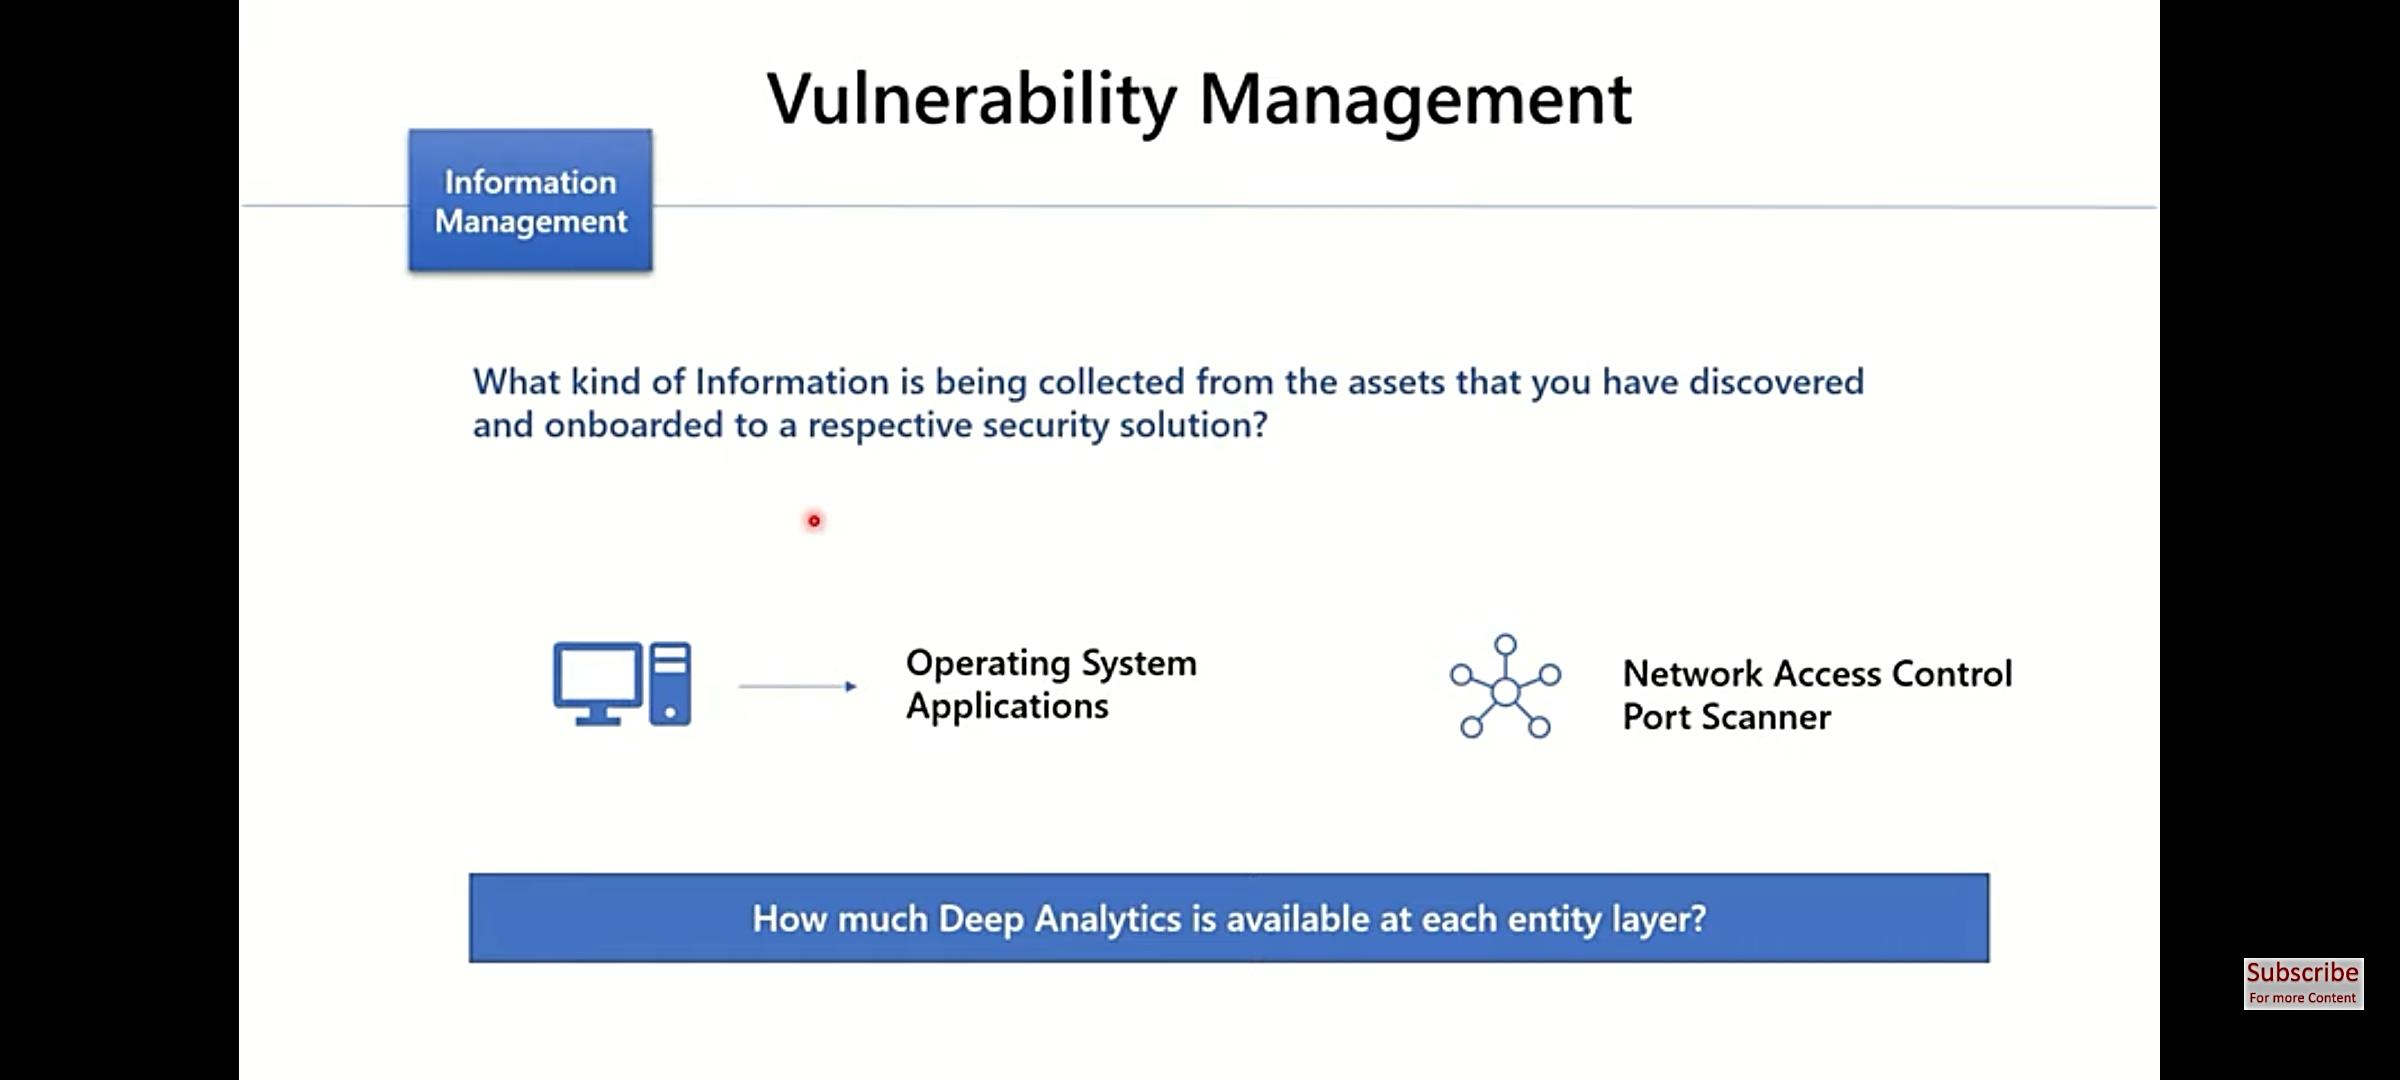 Vulnerability Management
Information
Management
What kind of Information is being collected from the assets that you have discovered
and onboarded to a respective security solution?
Operating System
Applications
Network Access Control
Port Scanner
How much Deep Analytics is available at each entity layer?
Subscribe
For more Content